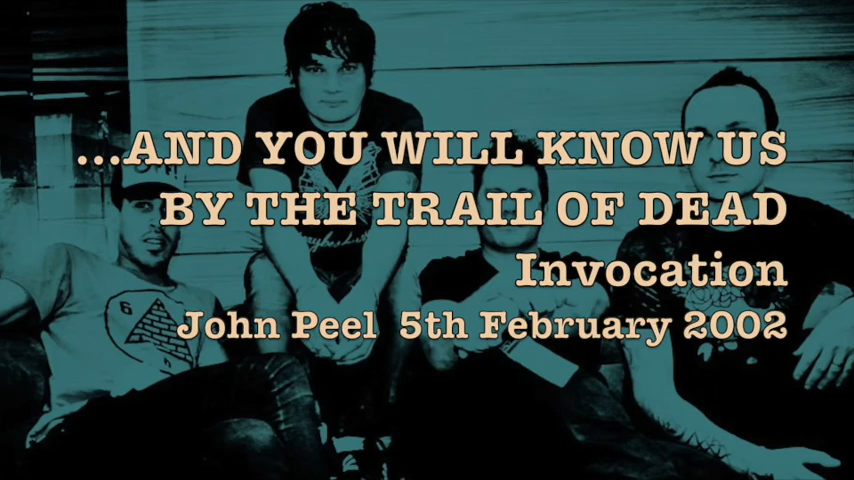 ...AND YOU WILL KNOW US
BY THE TRAIL OF DEAD
Invocation
John Peel 5th February 2002